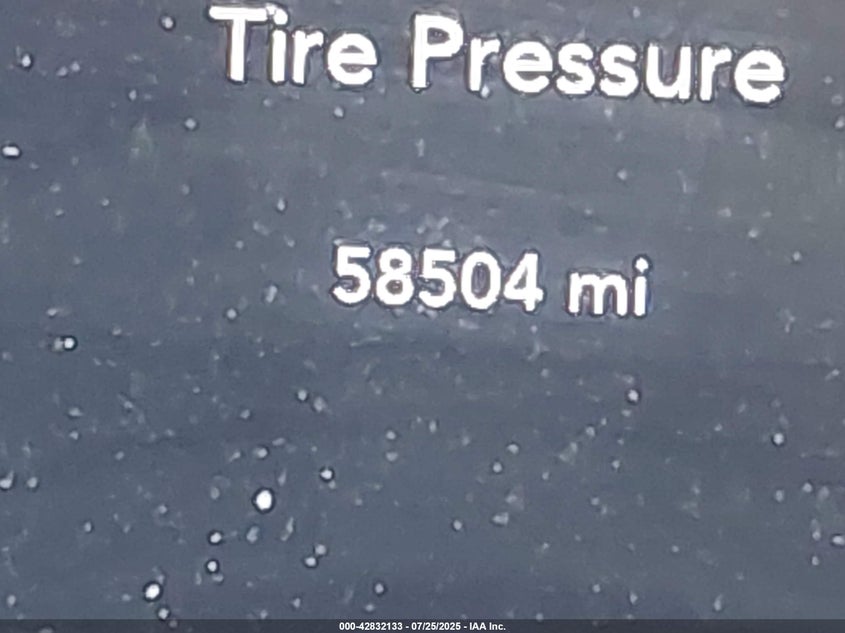 Tire Pressure
58504 mi
000-42832133 - 07/25/2025 - IAA Inc.